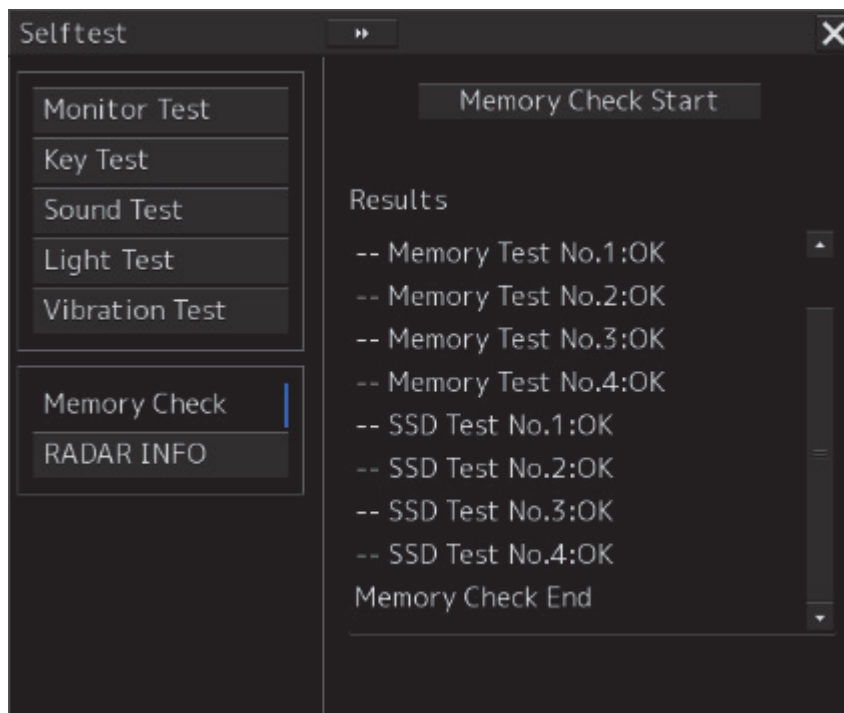 Selftest
Monitor Test
Key Test
Sound Test
Light Test
Vibration Test
Memory Check
RADAR INFO
Memory Check Start
Results
-- Memory Test No.1:OK
-- Memory Test No.2:OK
-- Memory Test No.3:OK
-- Memory Test No.4:OK
-- SSD Test No.1:OK
-- SSD Test No.2:OK
-- SSD Test No.3:OK
-- SSD Test No.4:OK
Memory Check End